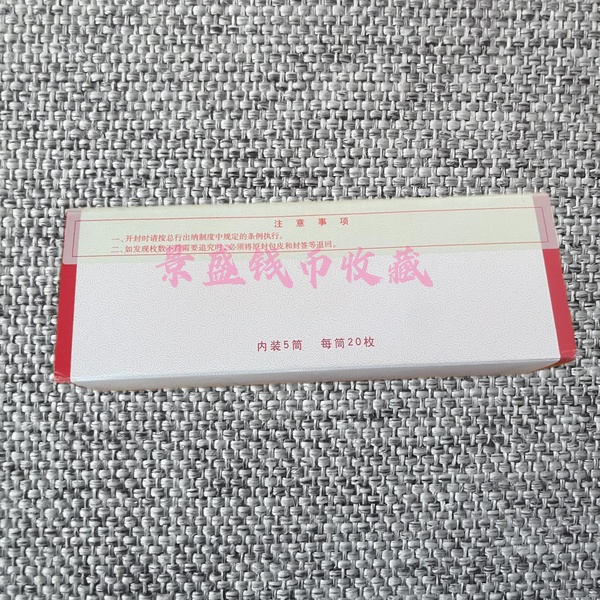 注意事项
一、开封时请按总行出纳制度中规定的条例执行。
二、如发现枚数不符需要追究时，必须将原封包皮和封签等退回。
景盛钱币收藏
内装5筒 每筒20枚